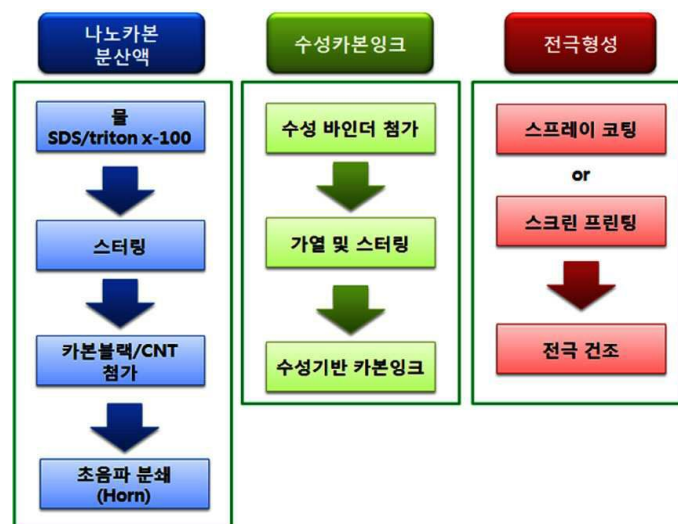 나노카본
분산액
물
SDS/triton x-100
스터링
카본블랙/CNT
첨가
초음파 분쇄
(Horn)
수성카본잉크
수성 바인더 첨가
가열 및 스터링
수성기반 카본잉크
전극형성
스프레이 코팅
or
스크린 프린팅
전극 건조